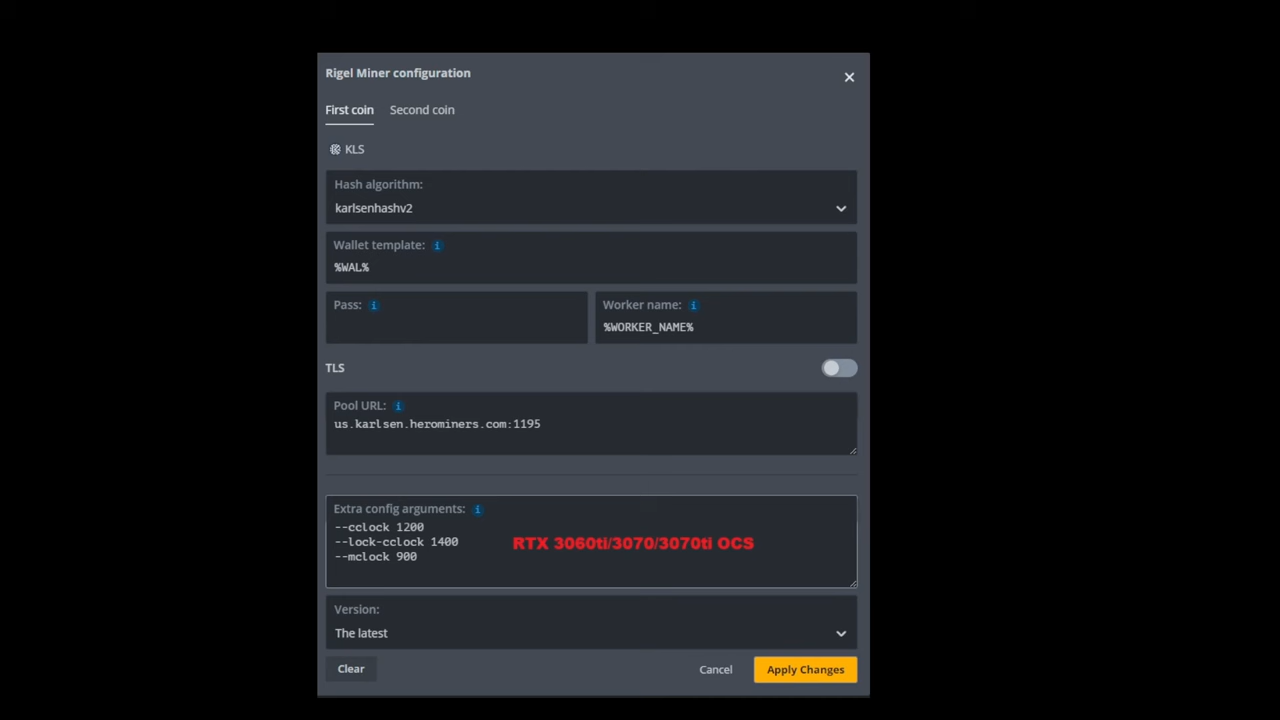 Rigel Miner configuration
First coin Second coin
KLS
Hash algorithm:
karlsenhashv2
Wallet template: i
%WAL%
Pass: i
Worker name: i
%WORKER_NAME%
TLS
Pool URL: i
us.karlsen.herominers.com:1195
Extra config arguments: i
--cclock 1200
--lock-cclock 1400
--mclock 900
RTX 3060ti/3070/3070ti OCS
Version:
The latest
Clear Cancel Apply Changes